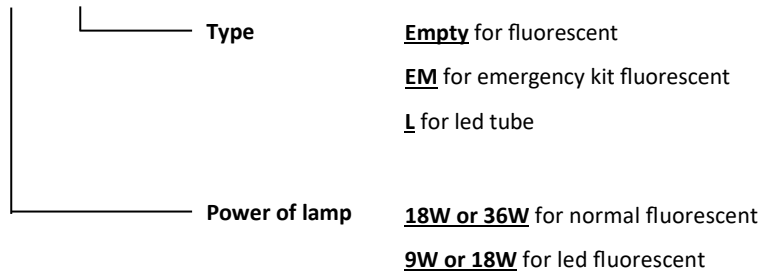 Type Empty for fluorescent
EM for emergency kit fluorescent
L for led tube
Power of lamp 18W or 36W for normal fluorescent
9W or 18W for led fluorescent